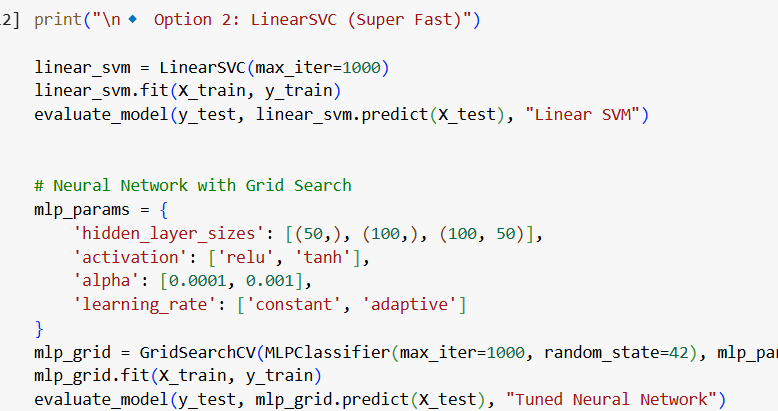 2] print("\n🔹 Option 2: LinearSVC (Super Fast)")
linear_svm = LinearSVC(max_iter=1000)
linear_svm.fit(X_train, y_train)
evaluate_model(y_test, linear_svm.predict(X_test), "Linear SVM")
# Neural Network with Grid Search
mlp_params = {
    'hidden_layer_sizes': [(50,), (100,), (100, 50)],
    'activation': ['relu', 'tanh'],
    'alpha': [0.0001, 0.001],
    'learning_rate': ['constant', 'adaptive']
}
mlp_grid = GridSearchCV(MLPClassifier(max_iter=1000, random_state=42), mlp_pa
mlp_grid.fit(X_train, y_train)
evaluate_model(y_test, mlp_grid.predict(X_test), "Tuned Neural Network")